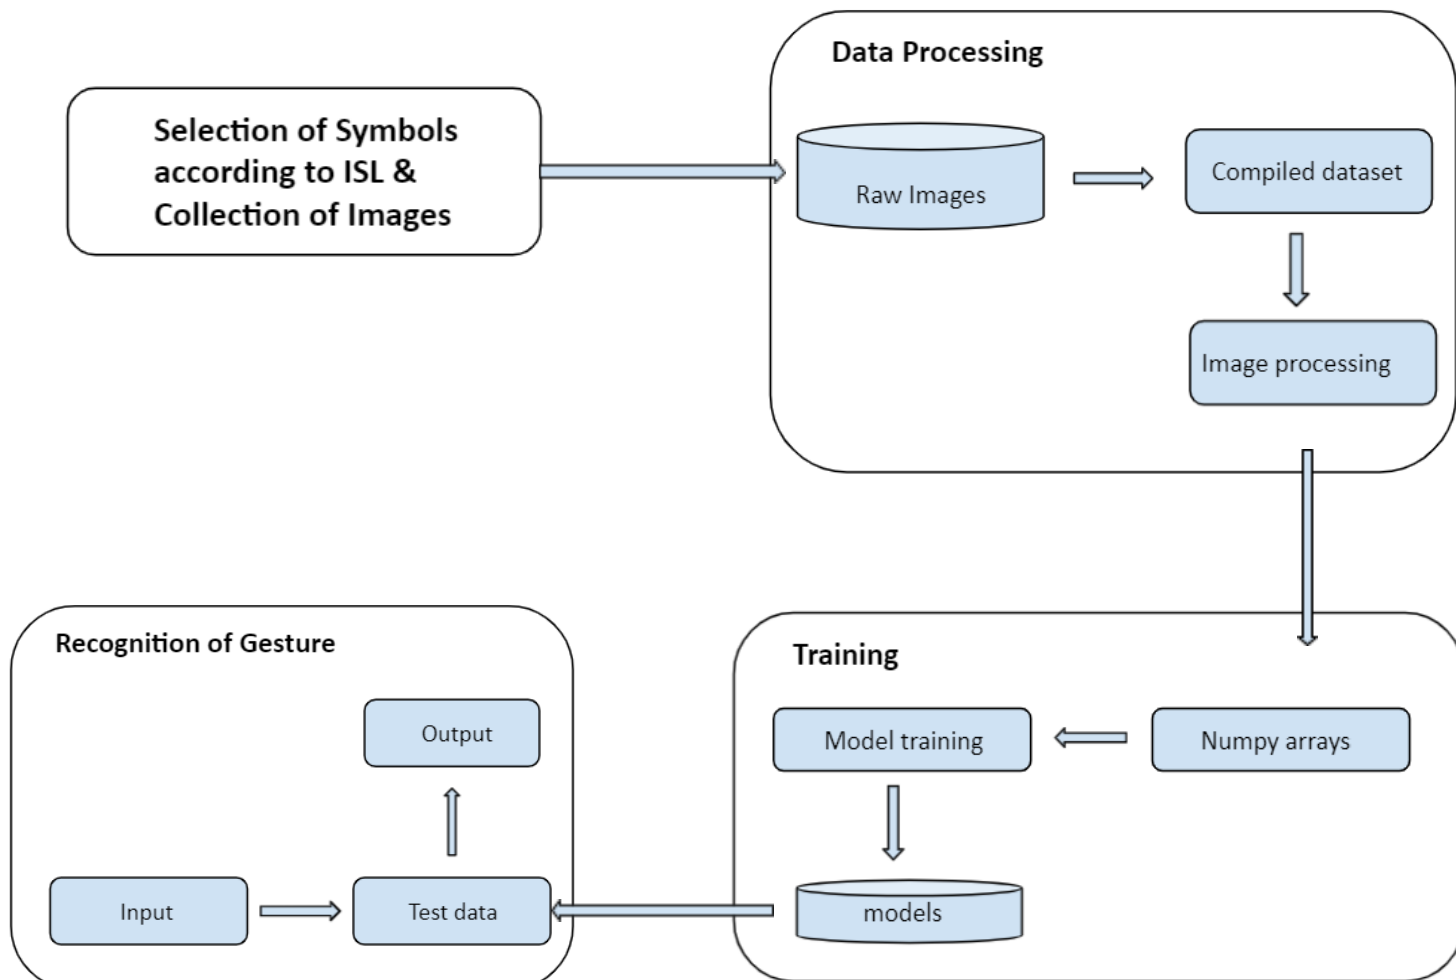 Data Processing
Selection of Symbols
according to ISL &
Collection of Images
Raw Images
Compiled dataset
Image processing
Recognition of Gesture
Output
Input
Test data
Training
Model training
Numpy arrays
models